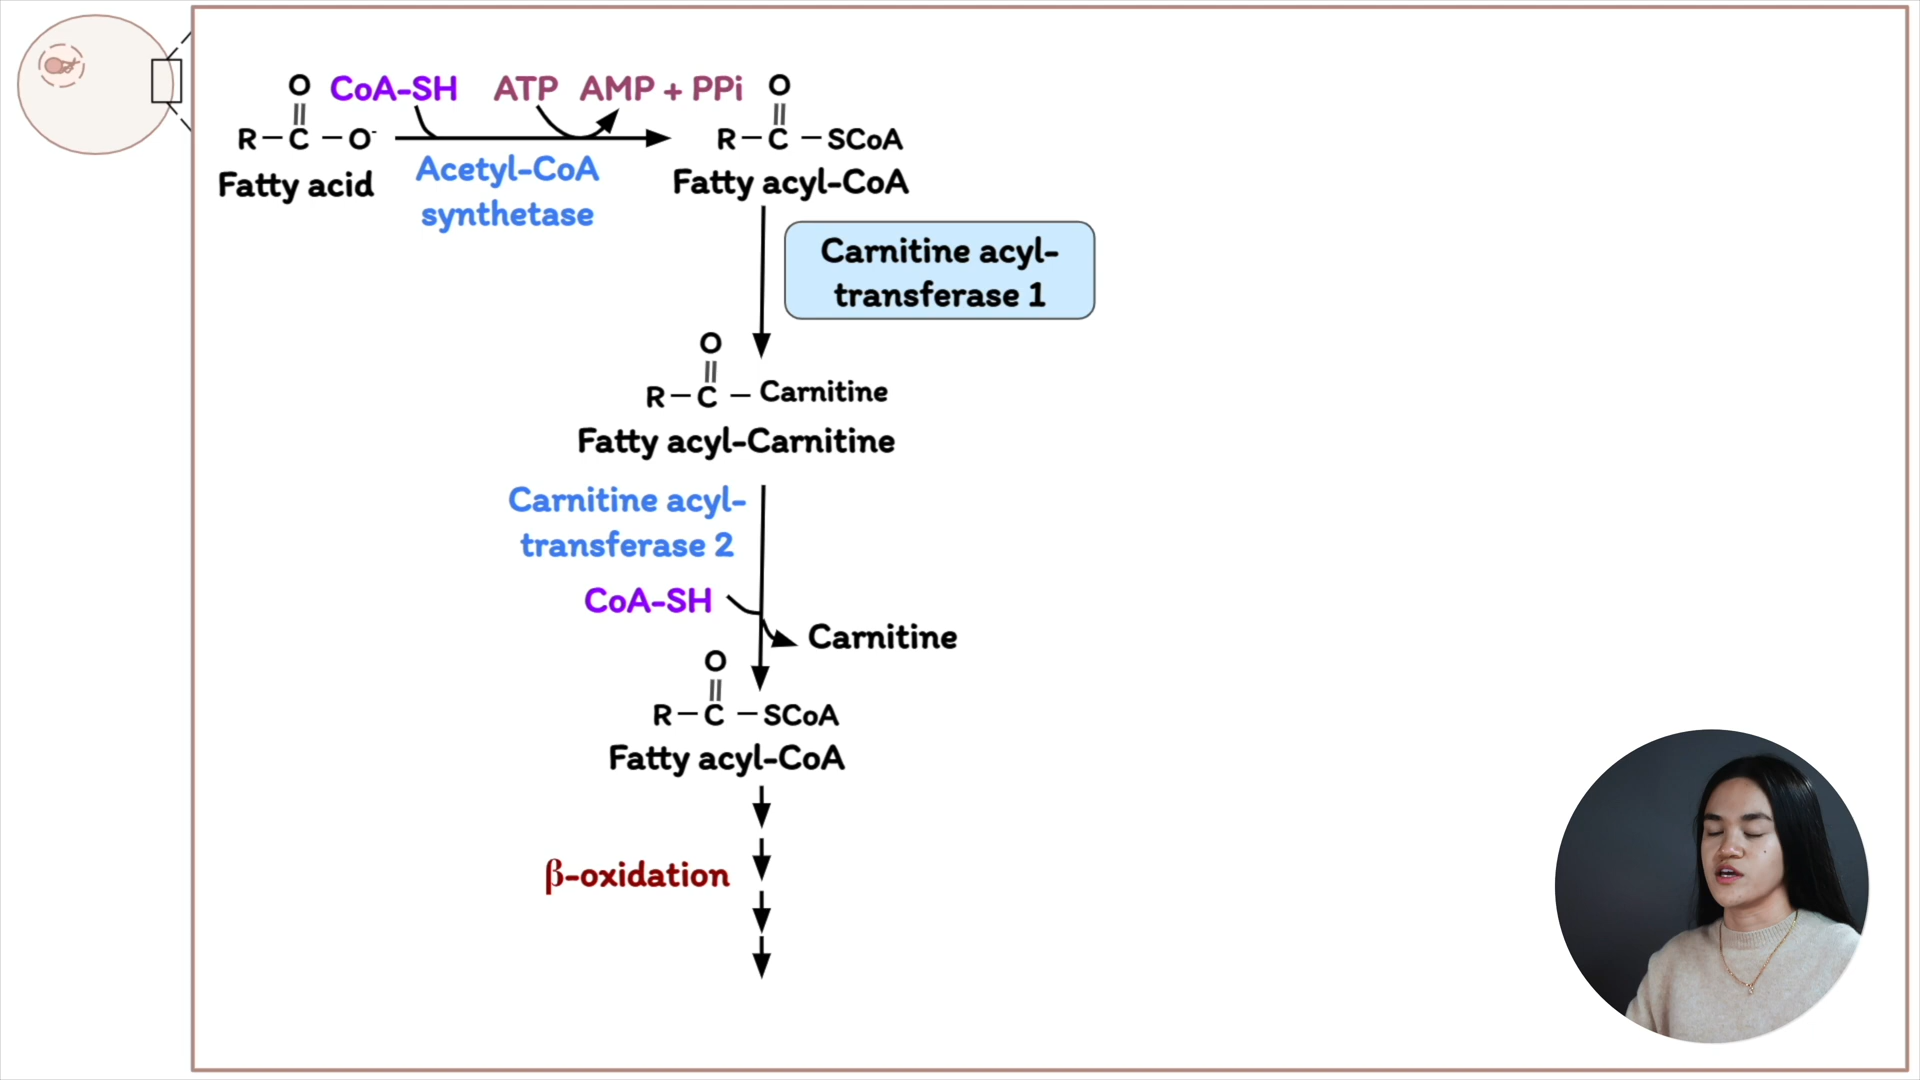 O
CoA-SH
ATP
AMP + PPi
O
R-C-O-
R-C-SCoA
Fatty acid
Acetyl-CoA
synthetase
Fatty acyl-CoA
Carnitine acyl-
transferase 1
O
R-C-Carnitine
Fatty acyl-Carnitine
Carnitine acyl-
transferase 2
CoA-SH
Carnitine
O
R-C-SCoA
Fatty acyl-CoA
β-oxidation